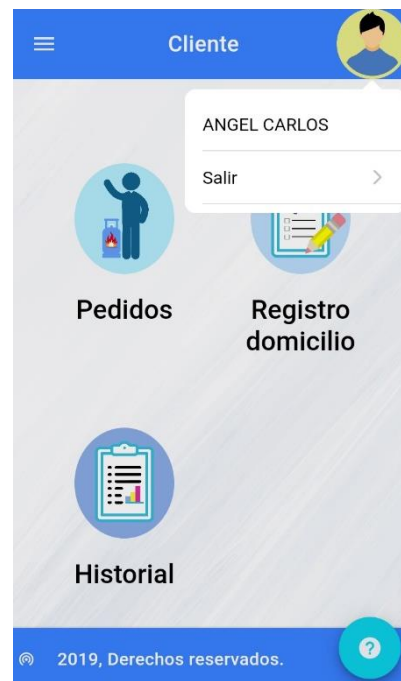 Cliente
ANGEL CARLOS
Salir
Pedidos
Registro
domicilio
Historial
2019, Derechos reservados.
?